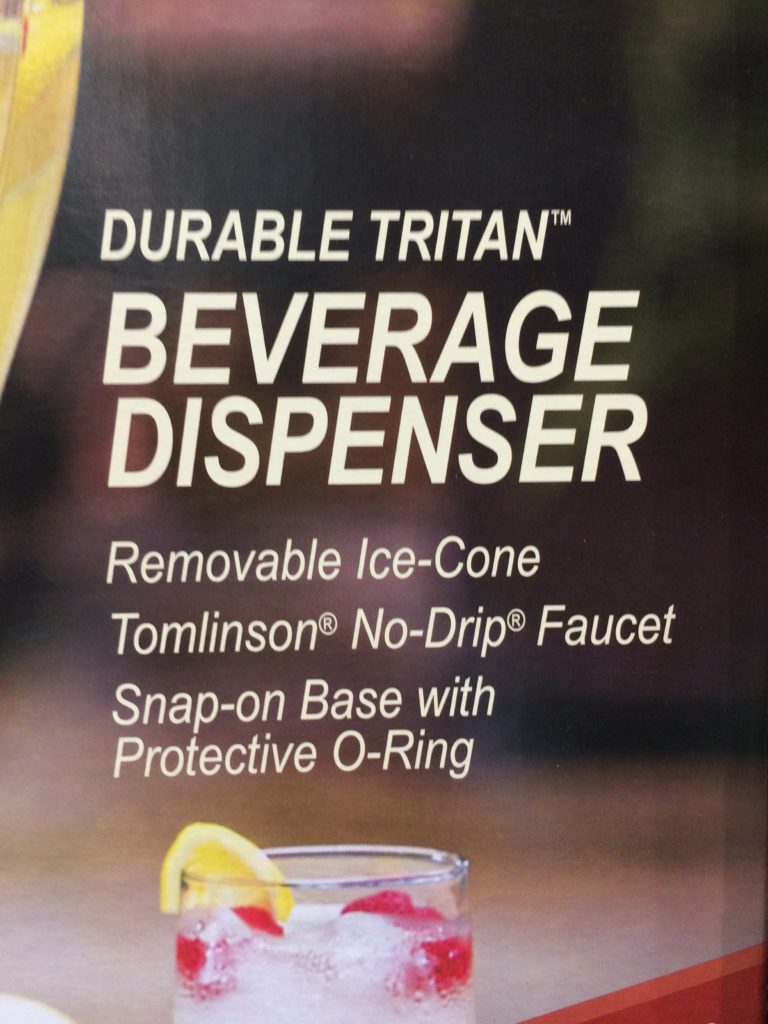 DURABLE TRITAN™
BEVERAGE
DISPENSER
Removable Ice-Cone
Tomlinson® No-Drip® Faucet
Snap-on Base with
Protective O-Ring